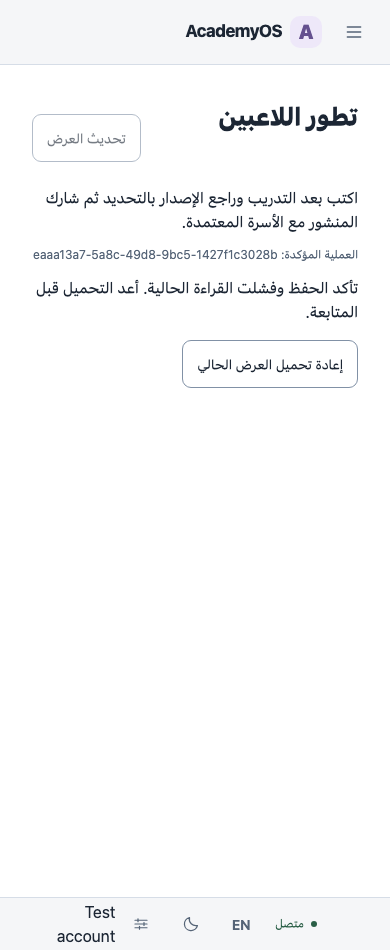 A AcademyOS
تطور اللاعبين
تحديث العرض
اكتب بعد التدريب وراجع الإصدار بالتحديد ثم شارك
المنشور مع الأسرة المعتمدة.
العملية المؤكدة: eaaa13a7-5a8c-49d8-9bc5-1427f1c3028b
تأكد الحفظ وفشلت القراءة الحالية. أعد التحميل قبل
المتابعة.
إعادة تحميل العرض الحالي
متصل
EN
Test
account